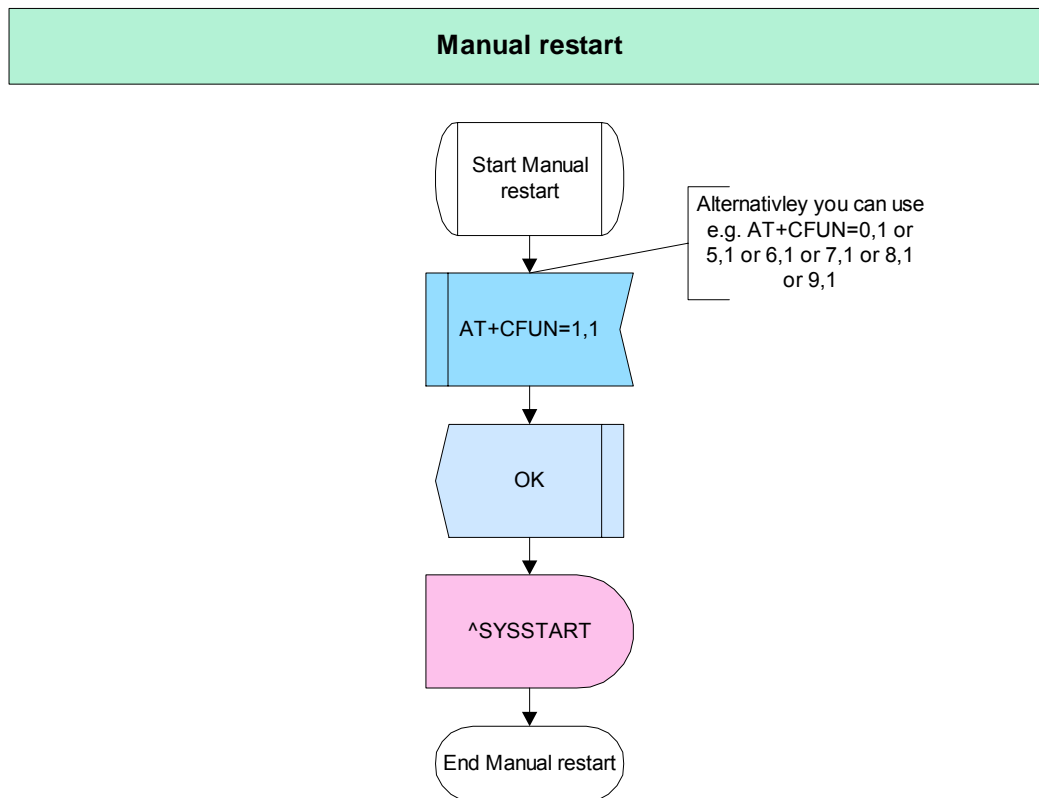 Manual restart
Start Manual
restart
Alternativley you can use
e.g. AT+CFUN=0,1 or
5,1 or 6,1 or 7,1 or 8,1
or 9,1
AT+CFUN=1,1
OK
^SYSSTART
End Manual restart